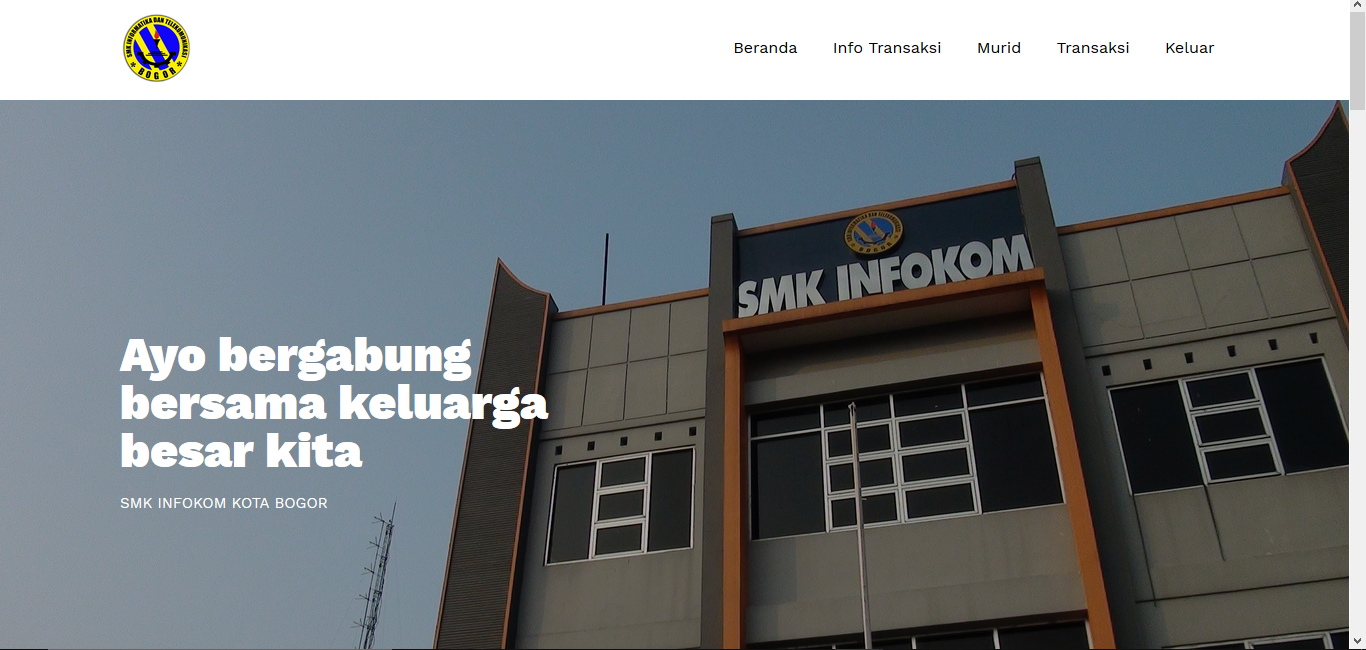 SMK INFORMATIKA DAN TELEKOMUNIKASI
BOGOR
Beranda Info Transaksi Murid Transaksi Keluar
SMK INFOKOM
Ayo bergabung
bersama keluarga
besar kita
SMK INFOKOM KOTA BOGOR